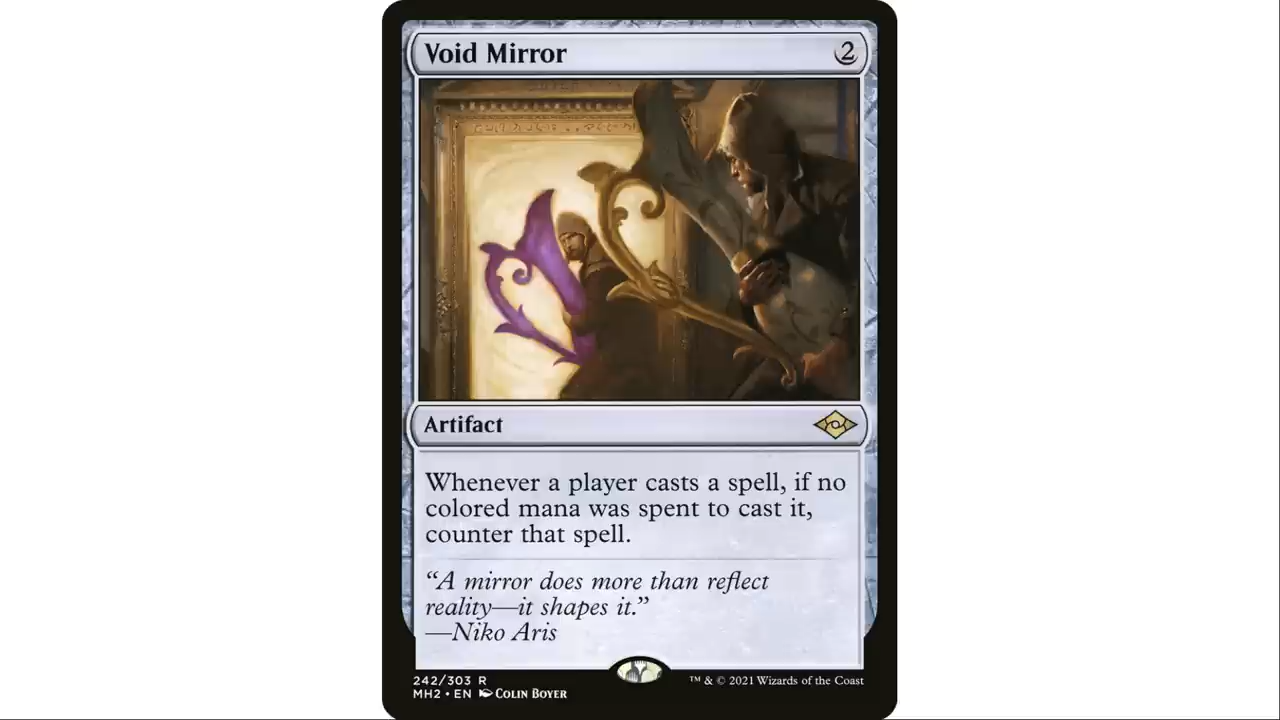 Void Mirror 2
Artifact
Whenever a player casts a spell, if no
colored mana was spent to cast it,
counter that spell.
“A mirror does more than reflect
reality—it shapes it.”
—Niko Aris
242/303 R
MH2 • EN Colin Boyer
™ & © 2021 Wizards of the Coast